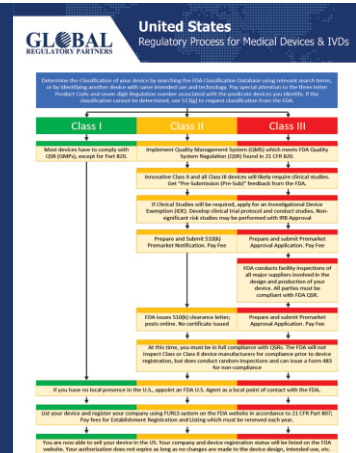 GLOBAL
REGULATORY PARTNERS
United States
Regulatory Process for Medical Devices & IVDs
Determine the Classification of your device by searching the FDA Classification Database using relevant search terms,
or by identifying another device with same intended use and technology. Pay special attention to the three letter
Product Code and seven digit Regulation number associated with the predicate devices you identify. If the
classification cannot be determined, use 513(g) to request classification from the FDA.
Class I
Class II
Class III
Most devices have to comply with
QSR (GMPs), except for Part 820.
Implement Quality Management System (QMS) which meets FDA Quality
System Regulation (QSR) found in 21 CFR 820.
Innovative Class II and all Class III devices will likely require clinical studies.
Get "Pre-Submission (Pre-Sub)" feedback from the FDA.
If Clinical Studies will be required, apply for an Investigational Device
Exemption (IDE). Develop clinical trial protocol and conduct studies. Non-
significant risk studies may be performed with IRB Approval
Prepare and Submit 510(k)
Premarket Notification. Pay Fee
Prepare and submit Premarket
Approval Application. Pay Fee
FDA conducts facility inspections of
all major suppliers involved in the
design and production of your
device. All parties must be
compliant with FDA QSR.
FDA issues 510(k) clearance letter;
posts online. No certificate issued
Prepare and submit Premarket
Approval Application. Pay Fee
At this time, you must be in full compliance with QSRs. The FDA will not
inspect Class or Class II device manufacturers for compliance prior to device
registration, but does conduct random inspections and can issue a Form 483
for non-compliance
If you have no local presence in the U.S., appoint an FDA U.S. Agent as a local point of contact with the FDA.
List your device and register your company using FURLS system on the FDA website in accordance to 21 CFR Part 807;
Pay fees for Establishment Registration and Listing which must be renewed each year.
You are now able to sell your device in the US. Your company and device registration status will be listed on the FDA
website. Your authorization does not expire as long as no changes are made to the device design, intended use, etc.